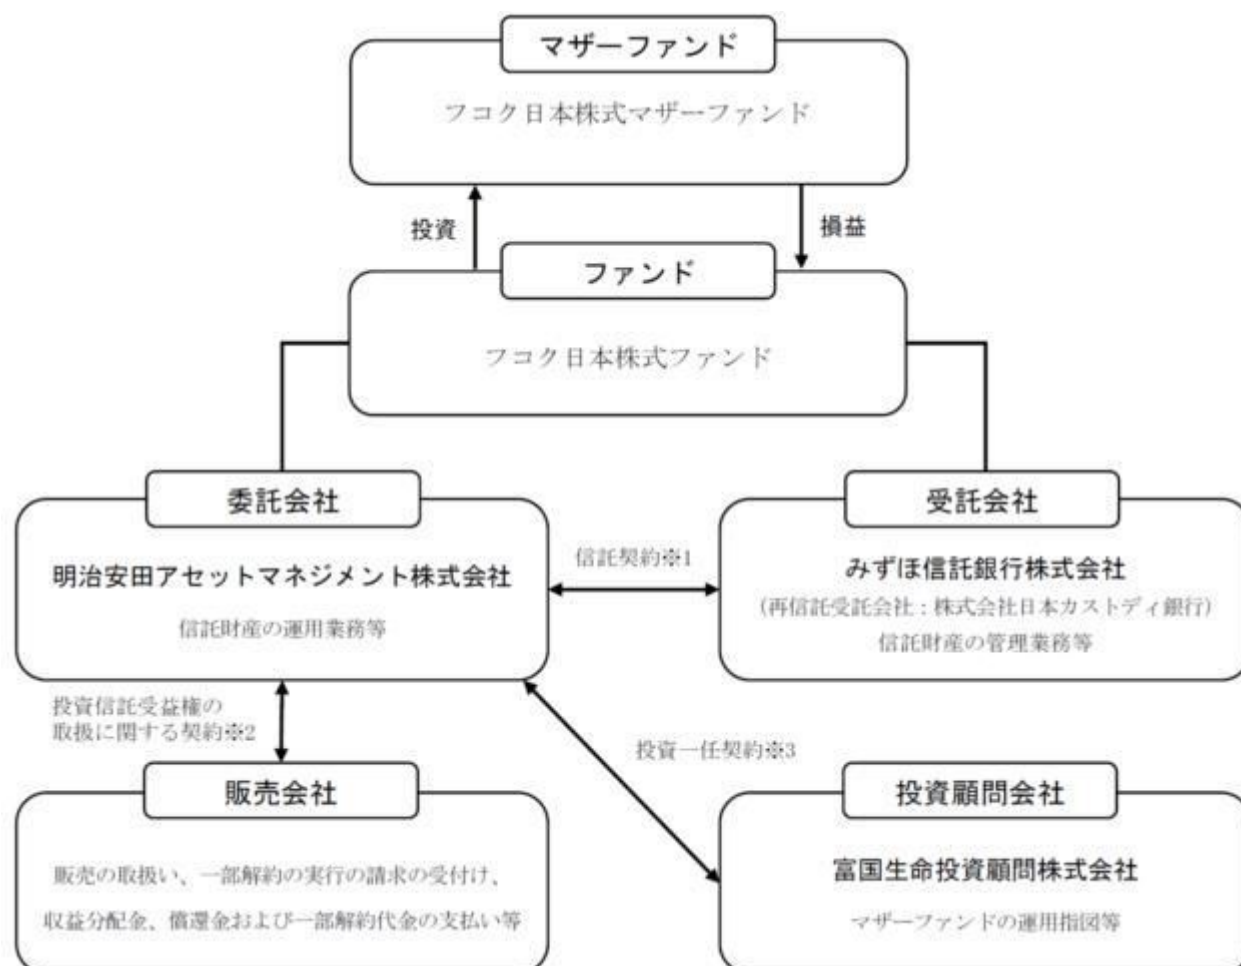 マザーファンド
フコク日本株式マザーファンド
投資
損益
ファンド
フコク日本株式ファンド
委託会社
明治安田アセットマネジメント株式会社
信託財産の運用業務等
信託契約※1
受託会社
みずほ信託銀行株式会社
(再信託受託会社:株式会社日本カストディ銀行)
信託財産の管理業務等
投資信託受益権の
取扱に関する契約※2
投資一任契約※3
販売会社
販売の取扱い、一部解約の実行の請求の受付け、
収益分配金、償還金および一部解約代金の支払い等
投資顧問会社
富国生命投資顧問株式会社
マザーファンドの運用指図等